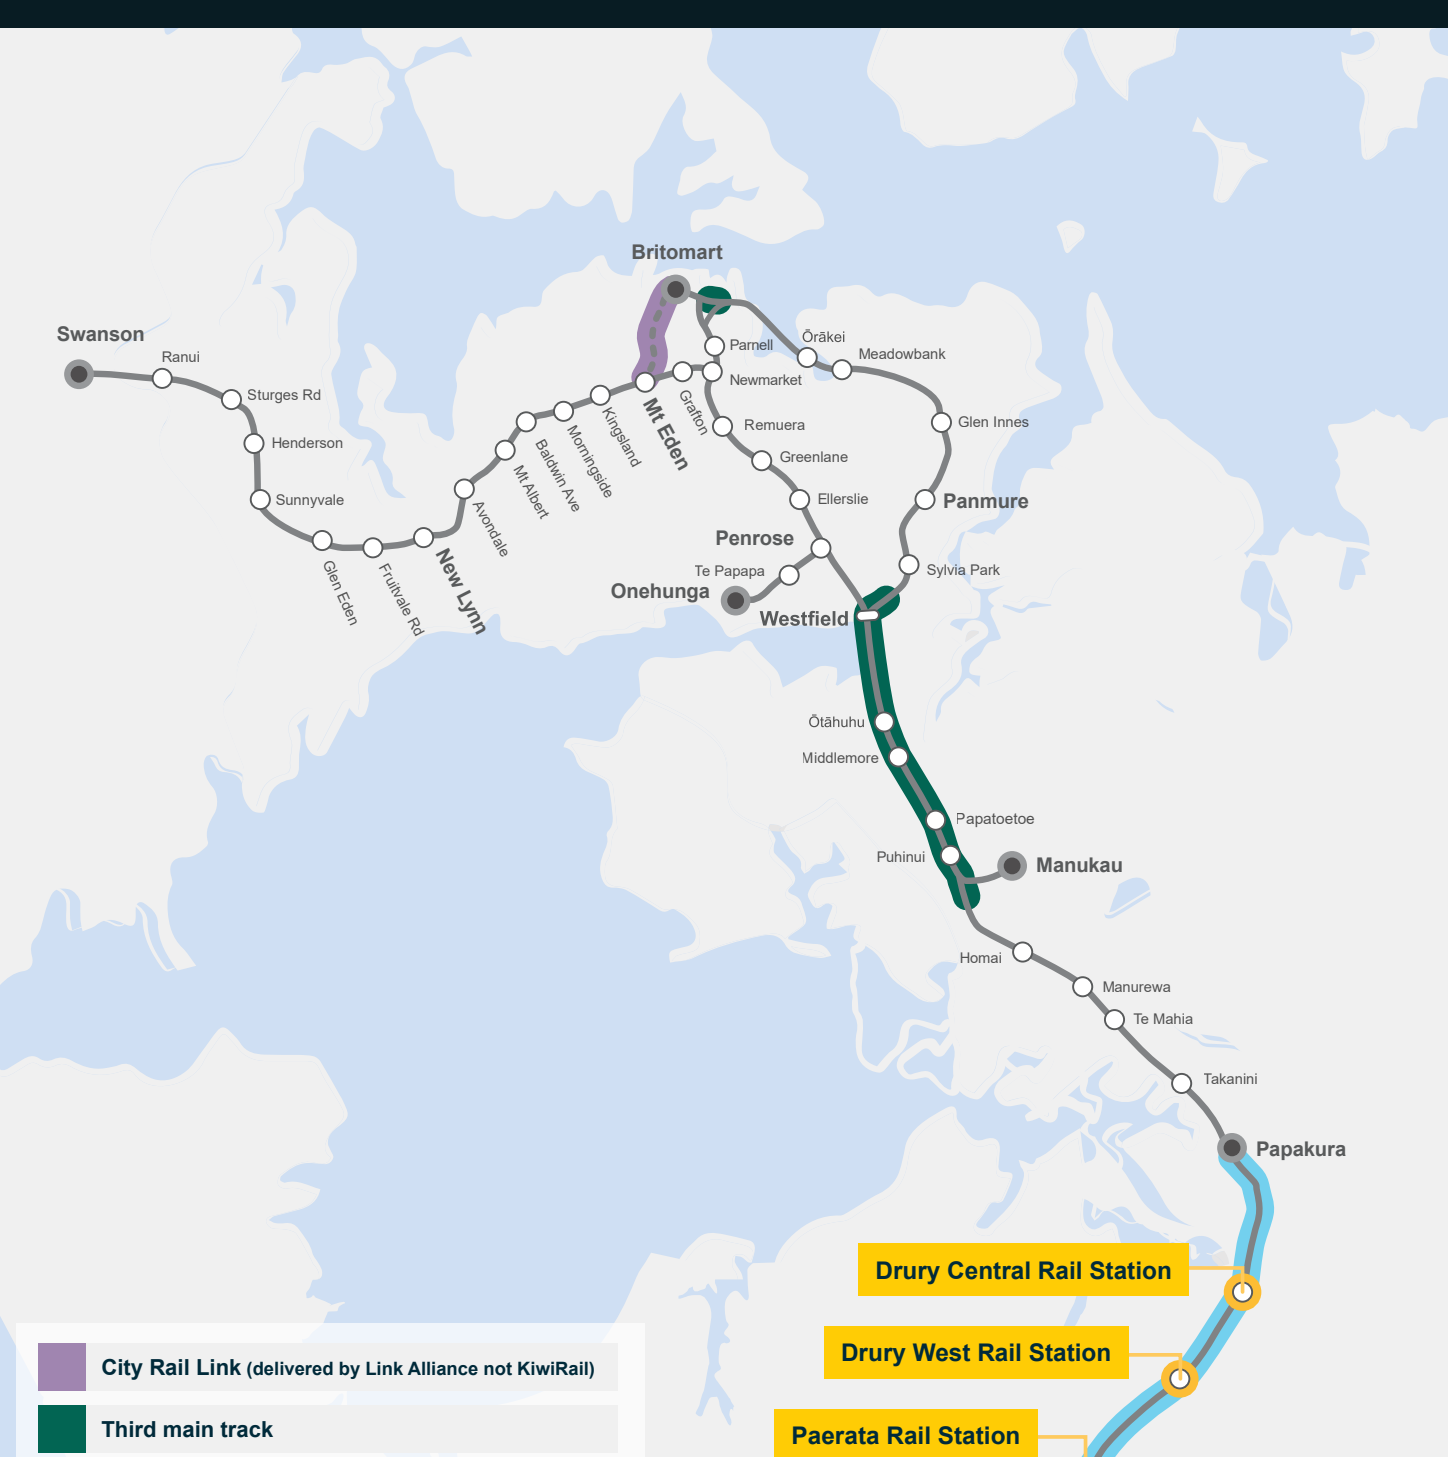 Britomart
Swanson
Ranui
Ōrākei
Parnell
Meadowbank
Sturges Rd
Newmarket
Grafton
Mt Eden
Kingsland
Morningside
Baldwin Ave
Mt Albert
Remuera
Glen Innes
Henderson
Greenlane
Sunnyvale
Ellerslie
Panmure
Avondale
Penrose
New Lynn
Fruitvale Rd
Glen Eden
Te Papapa
Sylvia Park
Onehunga
Westfield
Ōtāhuhu
Middlemore
Papatoetoe
Puhinui
Manukau
Homai
Manurewa
Te Mahia
Takanini
Papakura
Drury Central Rail Station
Drury West Rail Station
Paerata Rail Station
City Rail Link (delivered by Link Alliance not KiwiRail)
Third main track